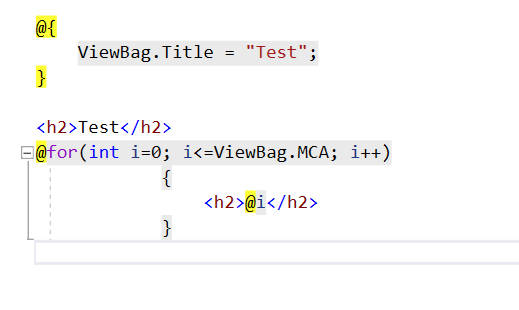 @{
ViewBag.Title = "Test";
}
<h2>Test</h2>
@for(int i=0; i<=ViewBag.MCA; i++)
{
<h2>@i</h2>
}